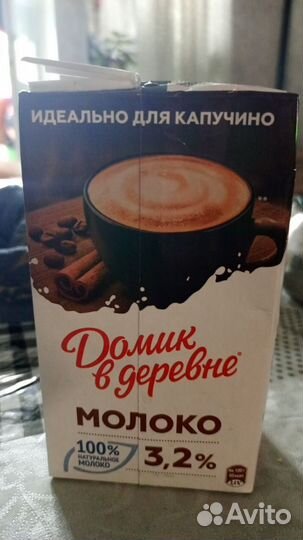 ИДЕАЛЬНО ДЛЯ КАПУЧИНО
Домик
в деревне
МОЛОКО
100%
НАТУРАЛЬНОЕ
МОЛОКО
3,2%
Avito